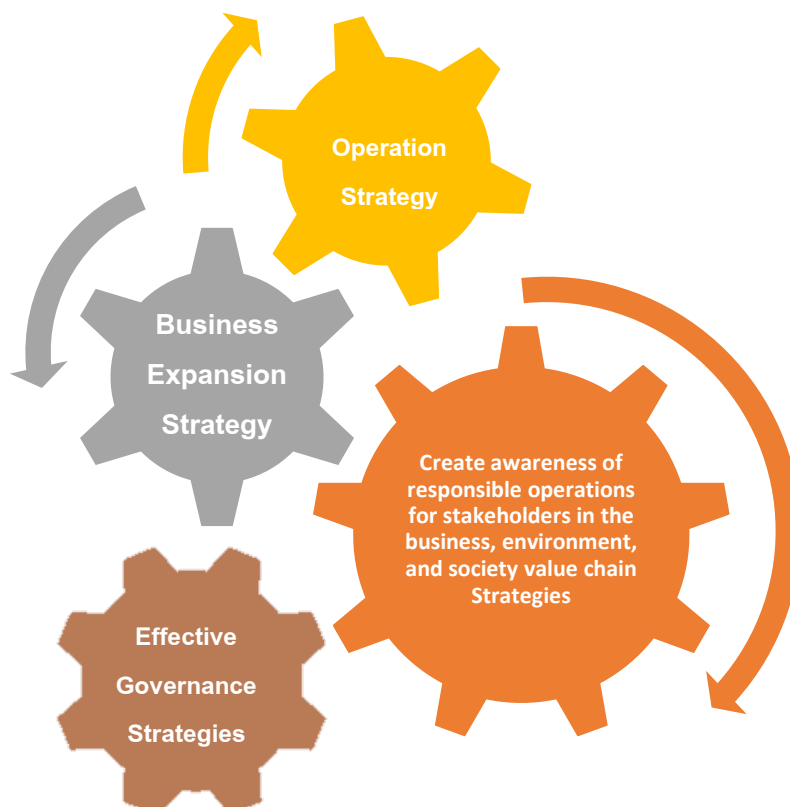 Operation
Strategy
Business
Expansion
Strategy
Create awareness of
responsible operations
for stakeholders in the
business, environment,
and society value chain
Strategies
Effective
Governance
Strategies